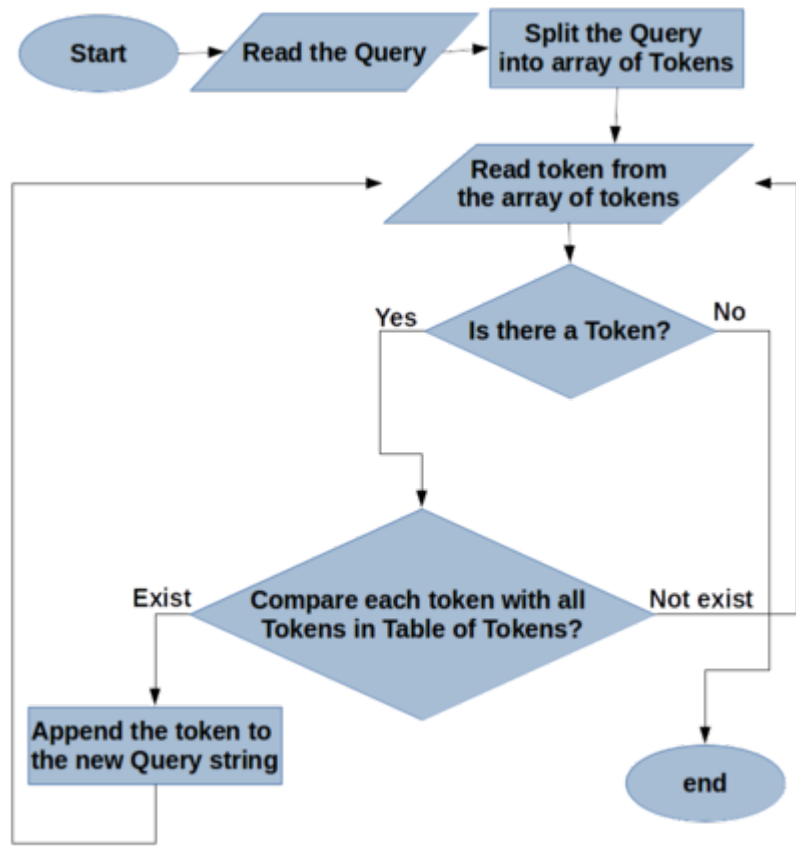 Start
Read the Query
Split the Query
into array of Tokens
Read token from
the array of tokens
Yes
Is there a Token?
No
Exist
Compare each token with all
Tokens in Table of Tokens?
Not exist
Append the token to
the new Query string
end